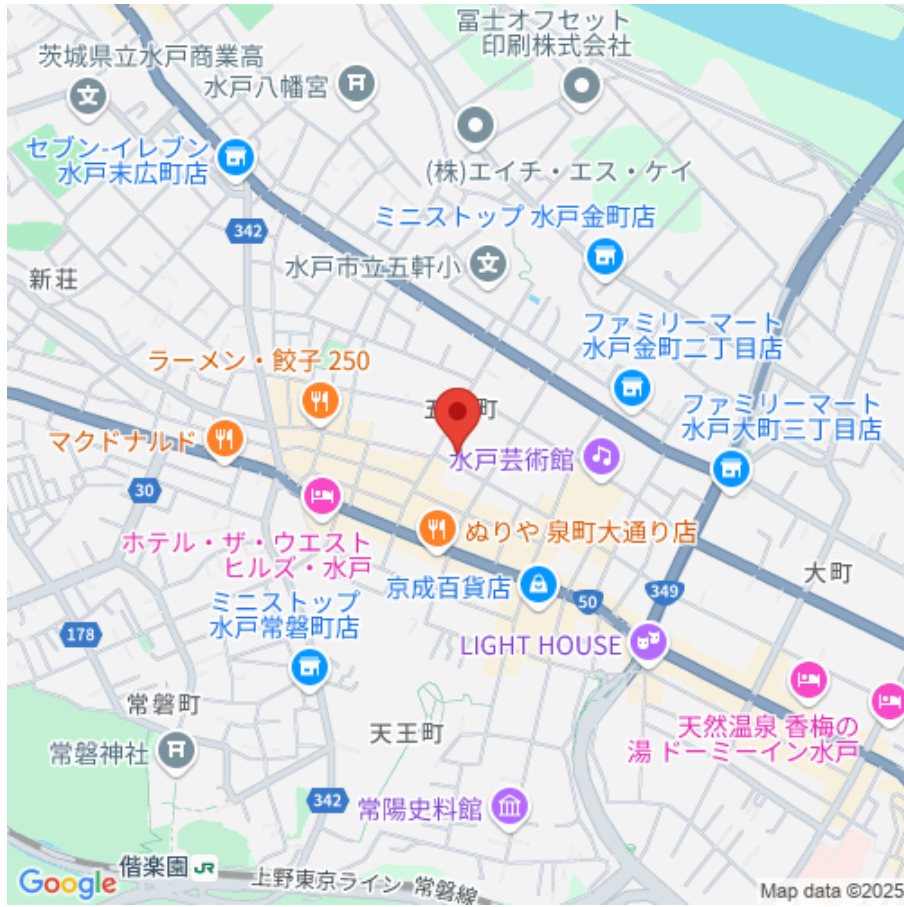 冨士オフセット
印刷株式会社
茨城県立水戸商業高
水戸八幡宮
セブン-イレブン
水戸末広町店
(株)エイチ・エス・ケイ
ミニストップ 水戸金町店
342
水戸市立五軒小
新荘
ファミリーマート
水戸金町二丁目店
ラーメン・餃子 250
町
ファミリーマート
水戸大町三丁目店
マクドナルド
水戸芸術館
30
ホテル・ザ・ウエスト
ヒルズ・水戸
ぬりや 泉町大通り店
京成百貨店
50
349
大町
ミニストップ
水戸常磐町店
178
LIGHT HOUSE
常磐町
天王町
天然温泉 香梅の
湯 ドーミーイン水戸
常磐神社
342
常陽史料館
偕楽園 JR
上野東京ライン 常磐線
Google
Map data ©2025